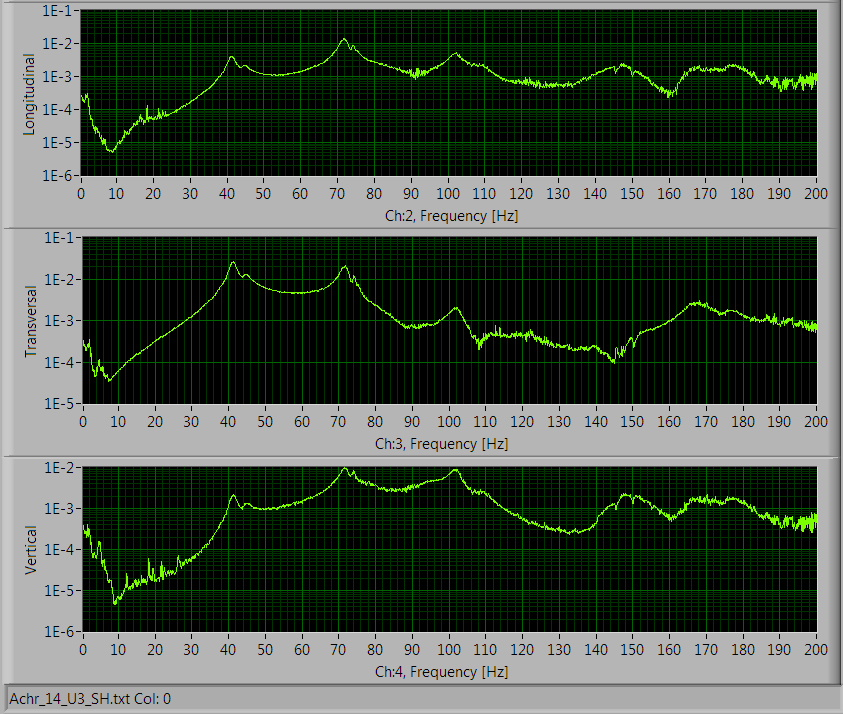 Longitudinal
1E-1
1E-2
1E-3
1E-4
1E-5
1E-6
0 10 20 30 40 50 60 70 80 90 100 110 120 130 140 150 160 170 180 190 200
Ch:2, Frequency [Hz]
Transversal
1E-1
1E-2
1E-3
1E-4
1E-5
0 10 20 30 40 50 60 70 80 90 100 110 120 130 140 150 160 170 180 190 200
Ch:3, Frequency [Hz]
Vertical
1E-2
1E-3
1E-4
1E-5
1E-6
0 10 20 30 40 50 60 70 80 90 100 110 120 130 140 150 160 170 180 190 200
Ch:4, Frequency [Hz]
Achr_14_U3_SH.txt Col: 0